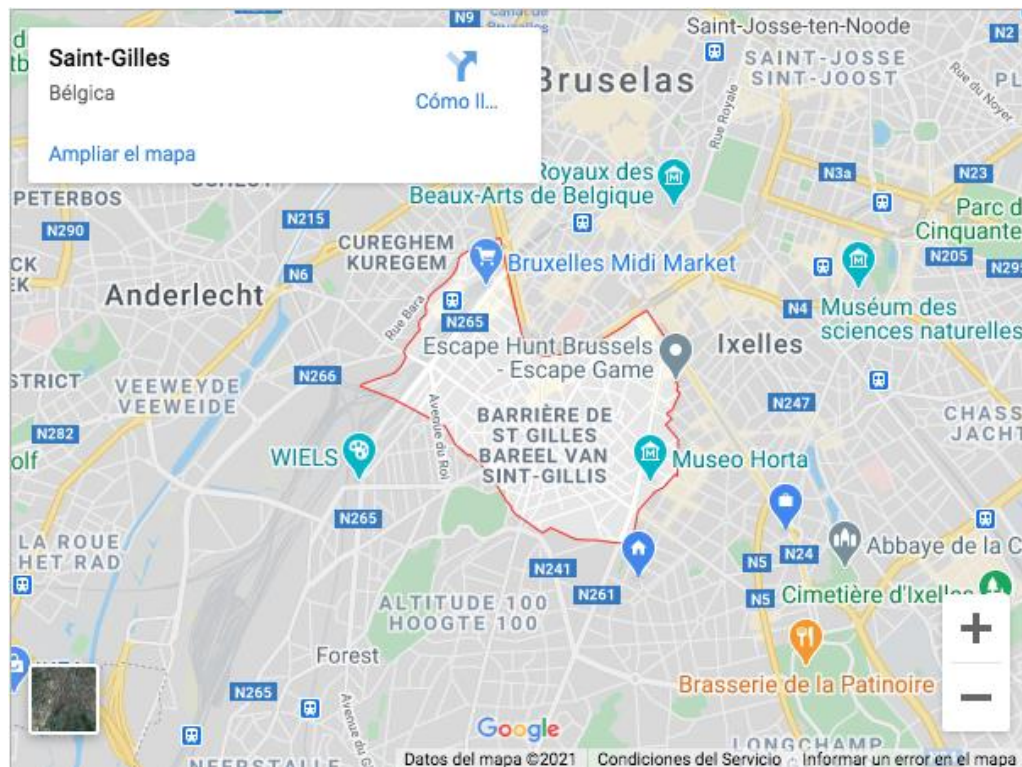 Saint-Gilles
Bélgica
Cómo ll...
Ampliar el mapa
N9
Canal de
Saint-Josse-ten-Noode
N2
SAINT-JOSSE
SINT-JOOST
Rue du Noyer
Bruselas
Rue Royale
PETERBOS
N290
N215
Royaux des
Beaux-Arts de Belgique
N3a
N23
Parc d
Cinquante
N205
N295
CUREGHEM
KUREGEM
Bruxelles Midi Market
N6
Anderlecht
Rue Bara
N265
N4
Muséum des
sciences naturelles
Escape Hunt Brussels
- Escape Game
Ixelles
STRICT
VEEWEYDE
VEEWEIDE
N266
Avenue du Roi
N247
CHASS
JACHT
N282
olf
BARRIÈRE DE
ST GILLES
BAREEL VAN
SINT-GILLIS
WIELS
Museo Horta
N265
LA ROUE
HET RAD
N241
N261
N5
N24
Abbaye de la C
N5
Cimetière d'Ixelles
ALTITUDE 100
HOOGTE 100
Forest
N265
Brasserie de la Patinoire
Google
LONGCHAMP
Datos del mapa ©2021
Condiciones del Servicio
Informar un error en el mapa